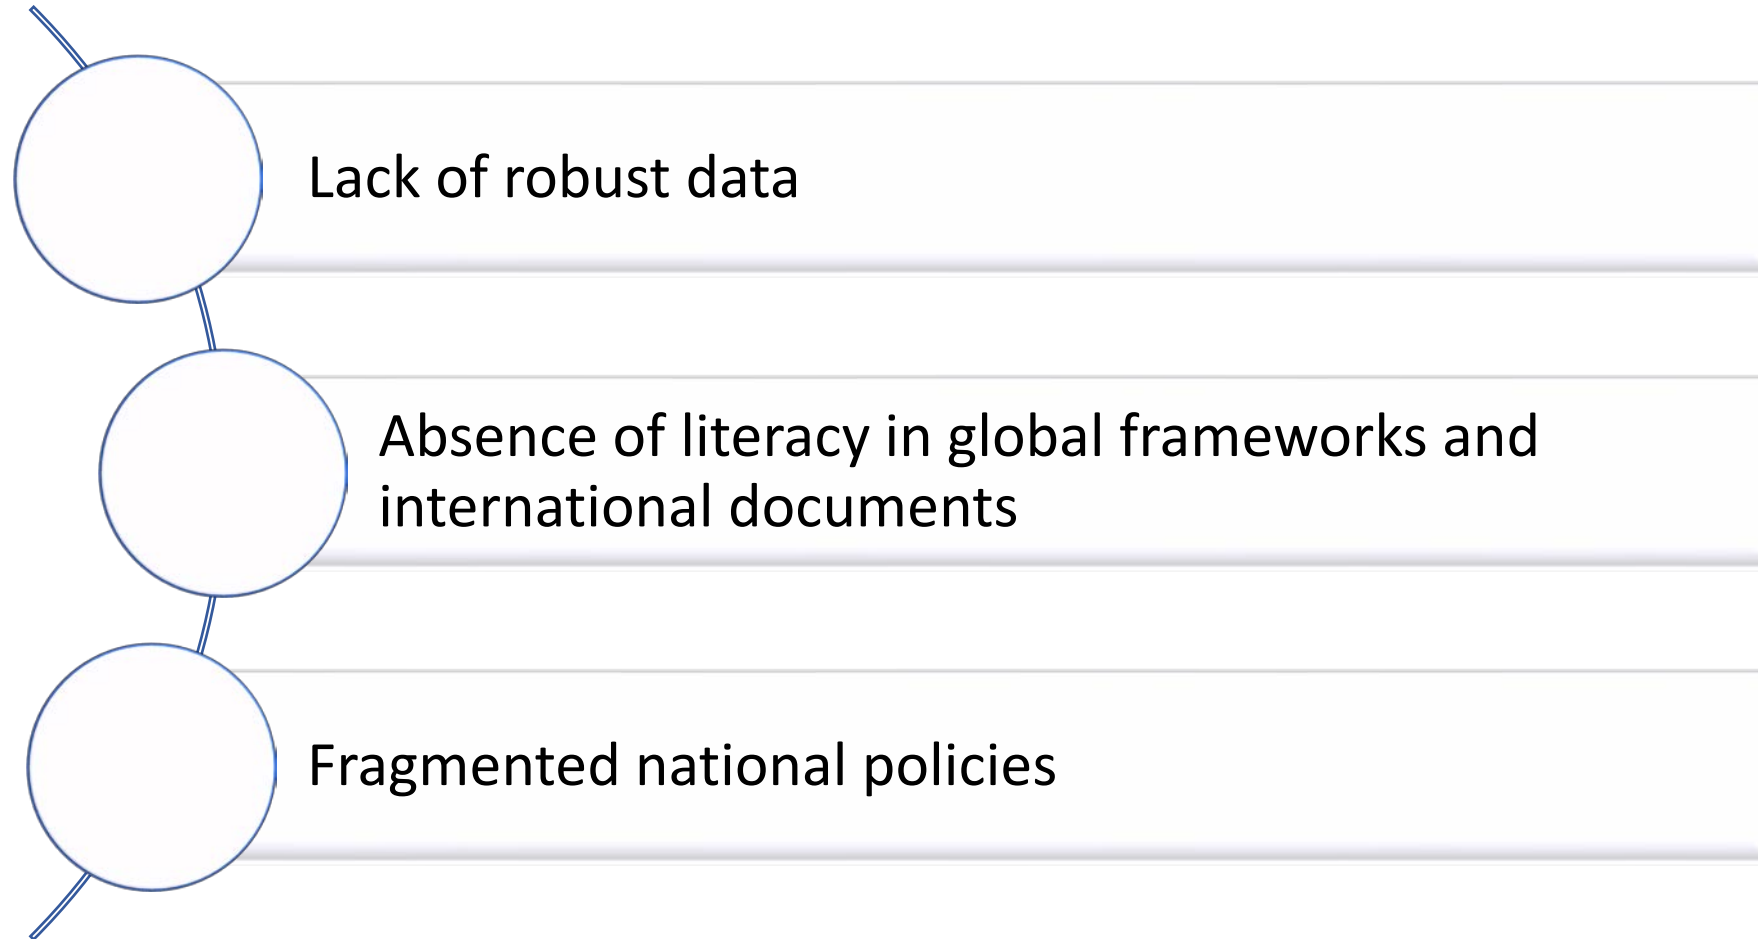 Lack of robust data
Absence of literacy in global frameworks and
international documents
Fragmented national policies